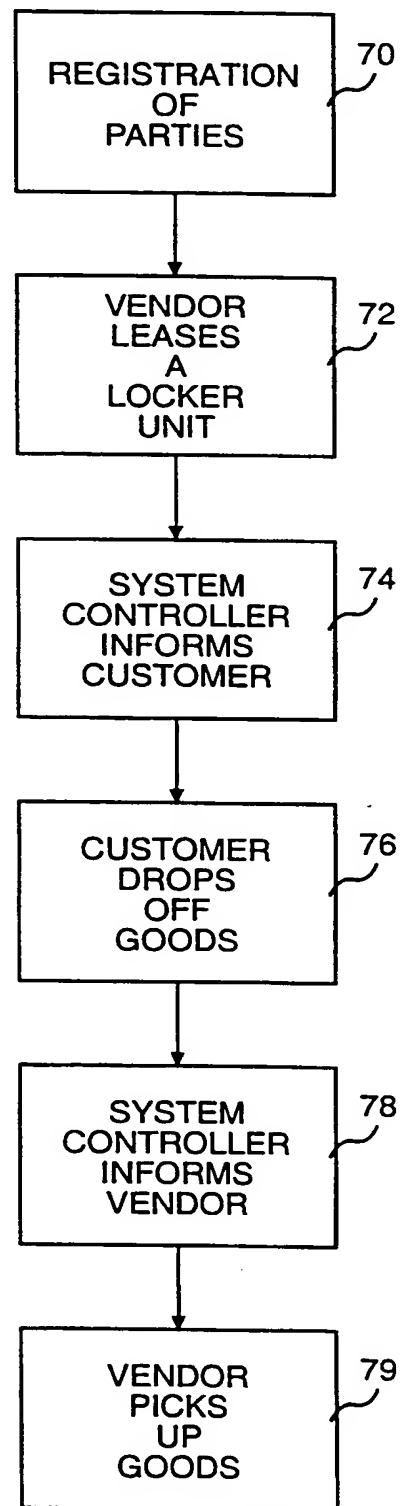 REGISTRATION
OF
PARTIES
70
VENDOR
LEASES
A
LOCKER
UNIT
72
SYSTEM
CONTROLLER
INFORMS
CUSTOMER
74
CUSTOMER
DROPS
OFF
GOODS
76
SYSTEM
CONTROLLER
INFORMS
VENDOR
78
VENDOR
PICKS
UP
GOODS
79